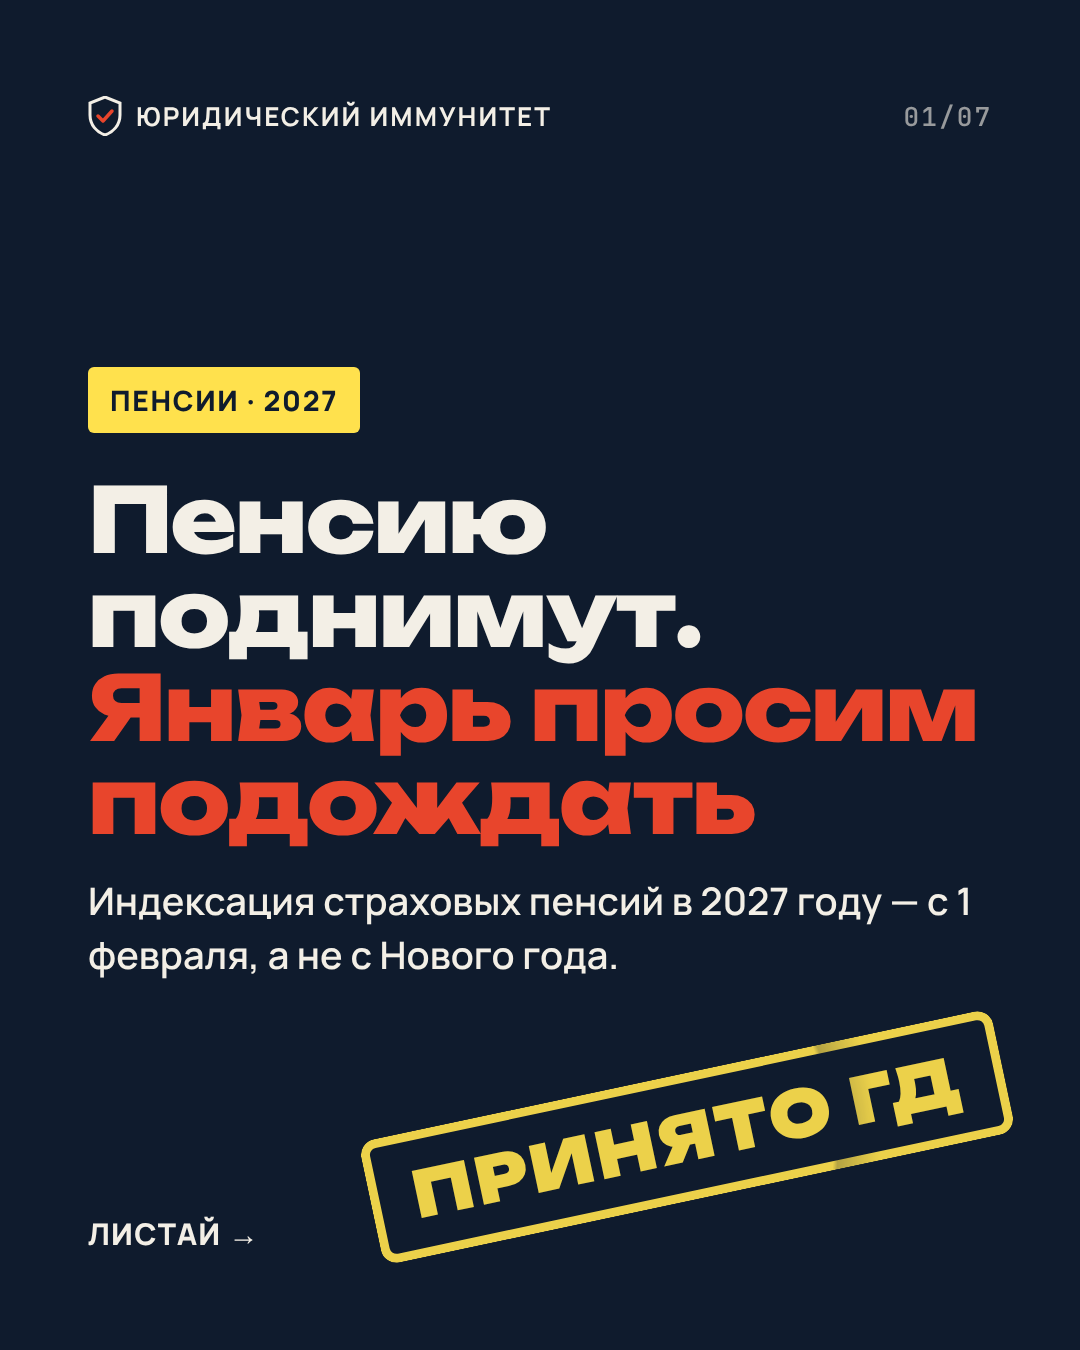 ЮРИДИЧЕСКИЙ ИММУНИТЕТ
01/07
ПЕНСИИ · 2027
Пенсию
поднимут.
Январь просим
подождать
Индексация страховых пенсий в 2027 году — с 1
февраля, а не с Нового года.
ПРИНЯТО ГД
ЛИСТАЙ →